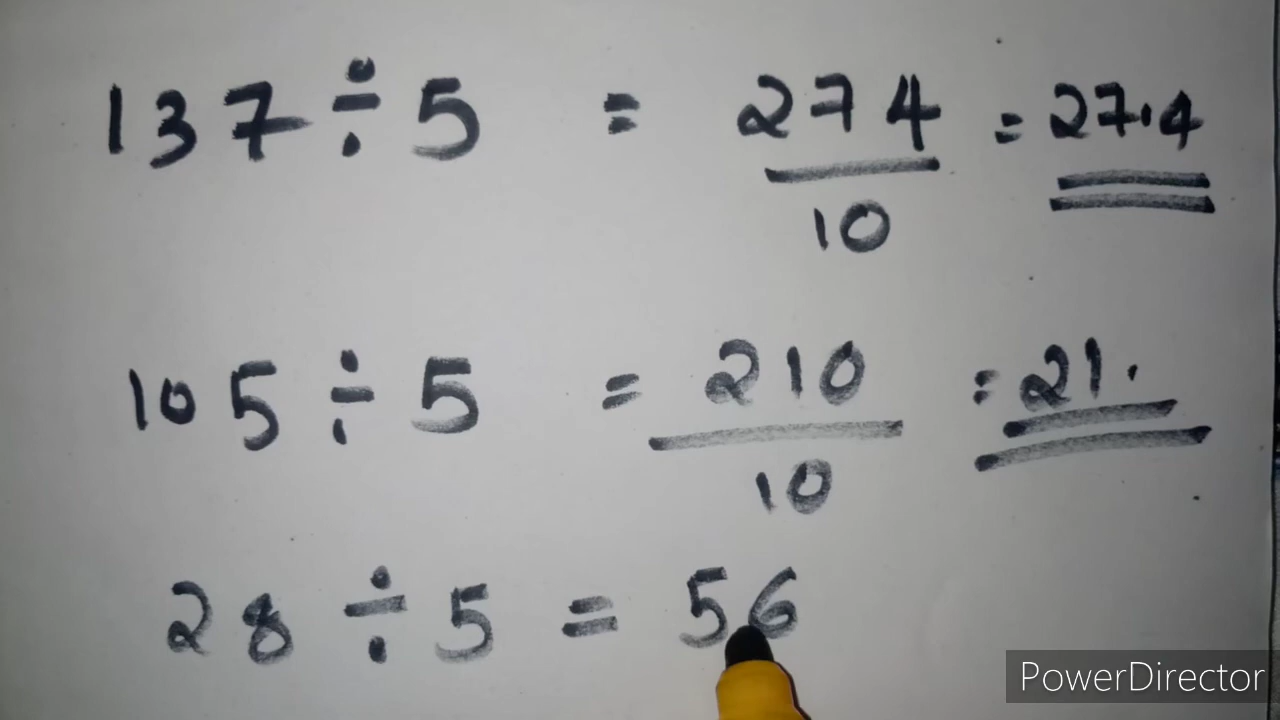 137 ÷ 5 = 274/10 = 27.4
105 ÷ 5 = 210/10 = 21.
28 ÷ 5 = 56
PowerDirector